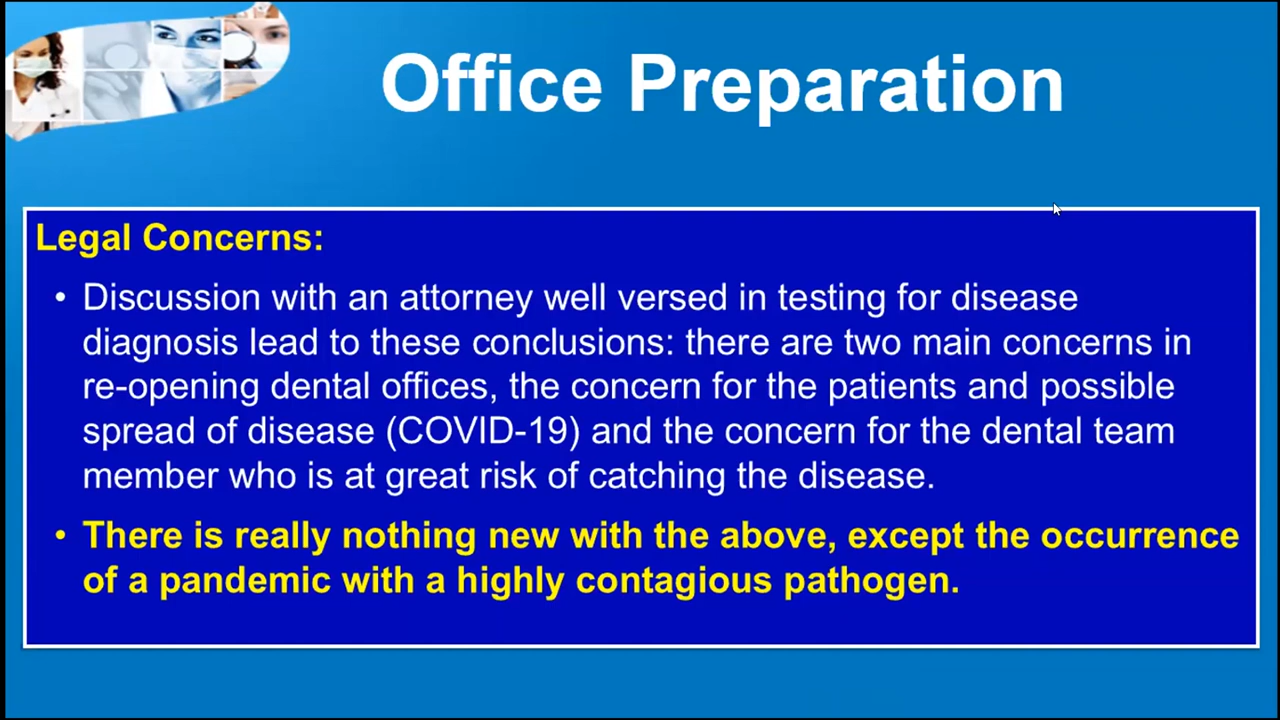 Office Preparation
Legal Concerns:
• Discussion with an attorney well versed in testing for disease
diagnosis lead to these conclusions: there are two main concerns in
re-opening dental offices, the concern for the patients and possible
spread of disease (COVID-19) and the concern for the dental team
member who is at great risk of catching the disease.
• There is really nothing new with the above, except the occurrence
of a pandemic with a highly contagious pathogen.